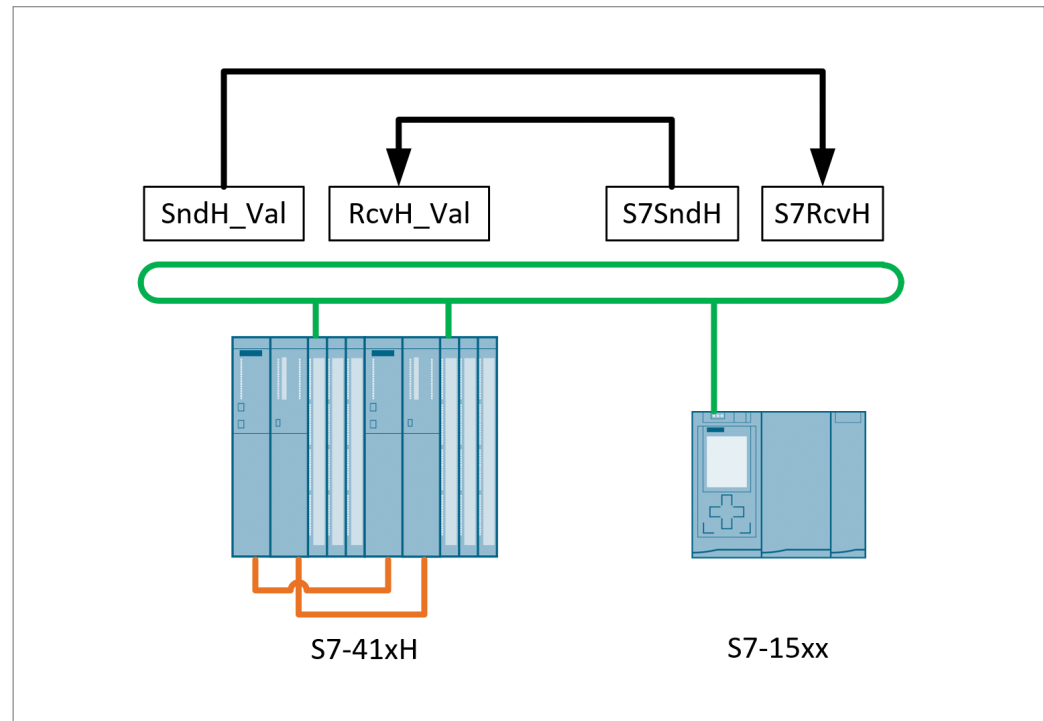 SndH_Val
RcvH_Val
S7SndH
S7RcvH
S7-41xH
S7-15xx